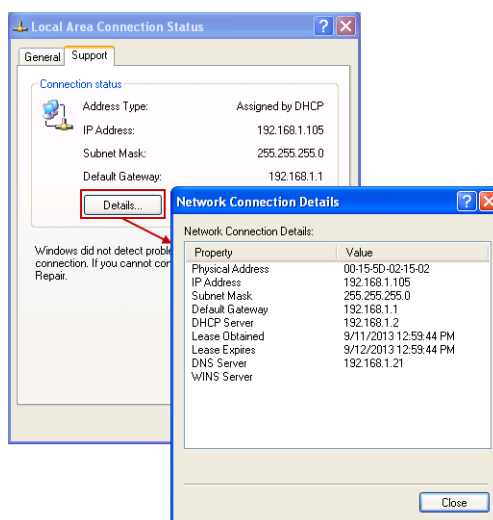 Local Area Connection Status
General Support
Connection status
Address Type: Assigned by DHCP
IP Address: 192.168.1.105
Subnet Mask: 255.255.255.0
Default Gateway: 192.168.1.1
Details...
Windows did not detect proble
connection. If you cannot con
Repair.
Network Connection Details
Network Connection Details:
Property Value
Physical Address 00-15-5D-02-15-02
IP Address 192.168.1.105
Subnet Mask 255.255.255.0
Default Gateway 192.168.1.1
DHCP Server 192.168.1.2
Lease Obtained 9/11/2013 12:59:44 PM
Lease Expires 9/12/2013 12:59:44 PM
DNS Server 192.168.1.21
WINS Server
Close